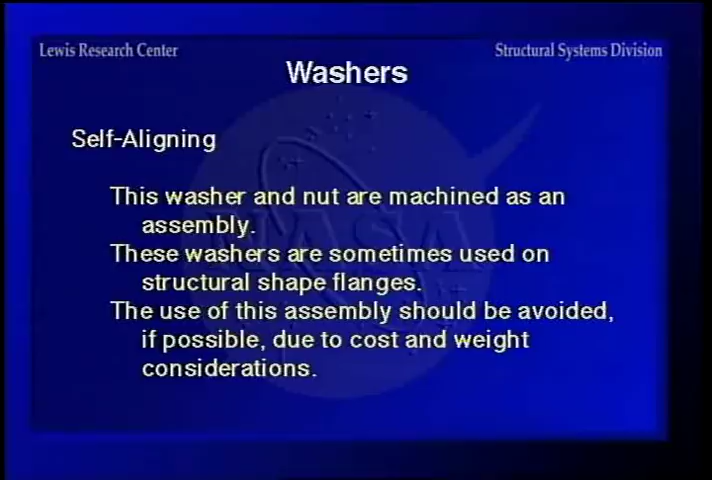 Lewis Research Center
Structural Systems Division
Washers
Self-Aligning
This washer and nut are machined as an
assembly.
These washers are sometimes used on
structural shape flanges.
The use of this assembly should be avoided,
if possible, due to cost and weight
considerations.
NASA